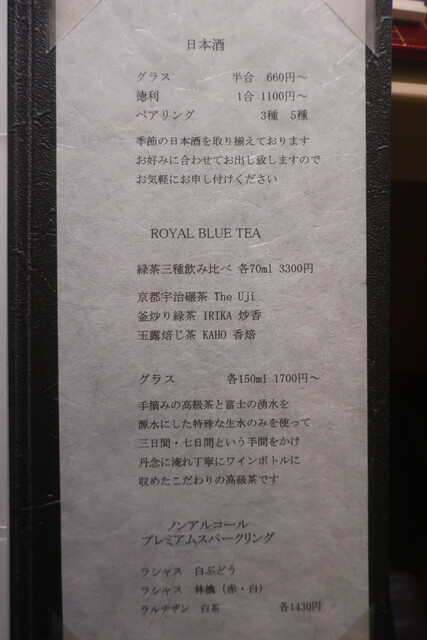 日本酒
グラス 半合 660円～
徳利 1合 1100円～
ペアリング 3種 5種
季節の日本酒を取り揃えております
お好みに合わせてお出し致しますので
お気軽にお申し付けください
ROYAL BLUE TEA
緑茶三種飲み比べ 各70ml 3300円
京都宇治碾茶 The Uji
釜炒り緑茶 IRIKA 炒香
玉露焙じ茶 KAHO 香焙
グラス 各150ml 1700円～
手摘みの高級茶と富士の湧水を
源水にした特殊な生水のみを使って
三日間・七日間という手間をかけ
丹念に淹れ丁寧にワインボトルに
収めたこだわりの高級茶です
ノンアルコール
プレミアムスパークリング
ラシャス 白ぶどう
ラシャス 林檎（赤・白）
ラルチザン 白茶 各1430円